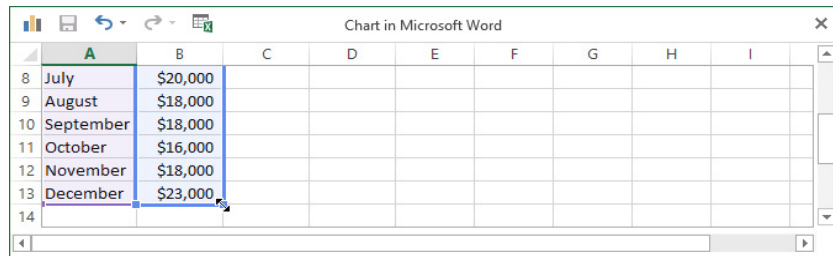 Chart in Microsoft Word
A B C D E F G H I
8 July $20,000
9 August $18,000
10 September $18,000
11 October $16,000
12 November $18,000
13 December $23,000
14